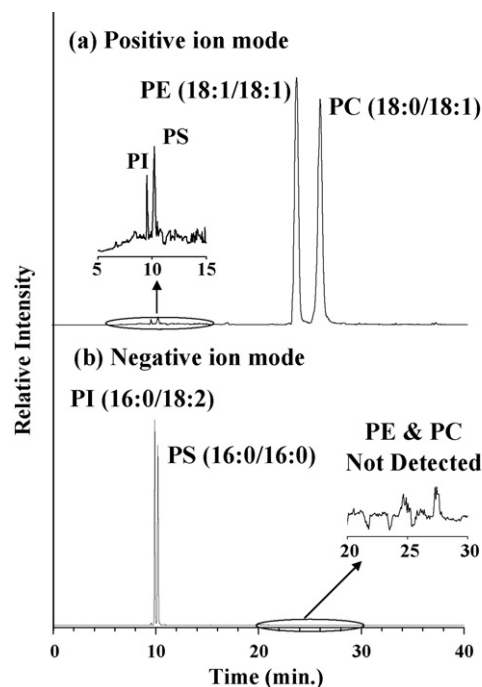 (a) Positive ion mode
PE (18:1/18:1)
PC (18:0/18:1)
PS
PI
5 10 15
Relative Intensity
(b) Negative ion mode
PI (16:0/18:2)
PS (16:0/16:0)
PE & PC
Not Detected
20 25 30
0 10 20 30 40
Time (min.)